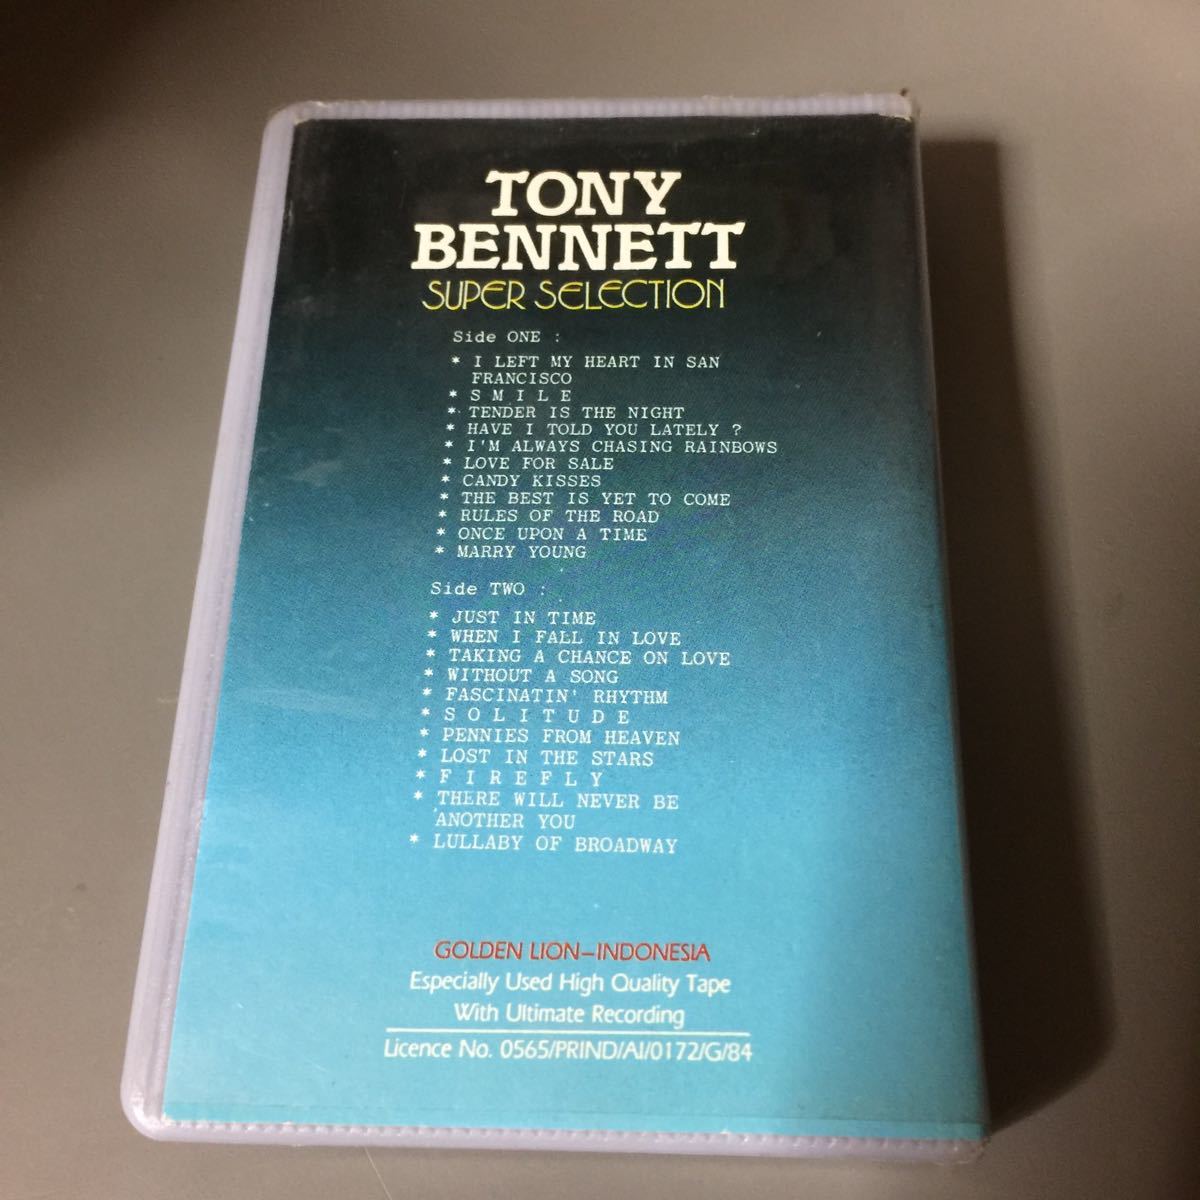 TONY
BENNETT
SUPER SELECTION
Side ONE :
* I LEFT MY HEART IN SAN
FRANCISCO
* S M I L E
* TENDER IS THE NIGHT
* HAVE I TOLD YOU LATELY ?
* I'M ALWAYS CHASING RAINBOWS
* LOVE FOR SALE
* CANDY KISSES
* THE BEST IS YET TO COME
* RULES OF THE ROAD
* ONCE UPON A TIME
* MARRY YOUNG
Side TWO :
* JUST IN TIME
* WHEN I FALL IN LOVE
* TAKING A CHANCE ON LOVE
* WITHOUT A SONG
* FASCINATIN' RHYTHM
* S O L I T U D E
* PENNIES FROM HEAVEN
* LOST IN THE STARS
* F I R E F L Y
* THERE WILL NEVER BE
ANOTHER YOU
* LULLABY OF BROADWAY
GOLDEN LION-INDONESIA
Especially Used High Quality Tape
With Ultimate Recording
Licence No. 0565/PRIND/AI/0172/G/84